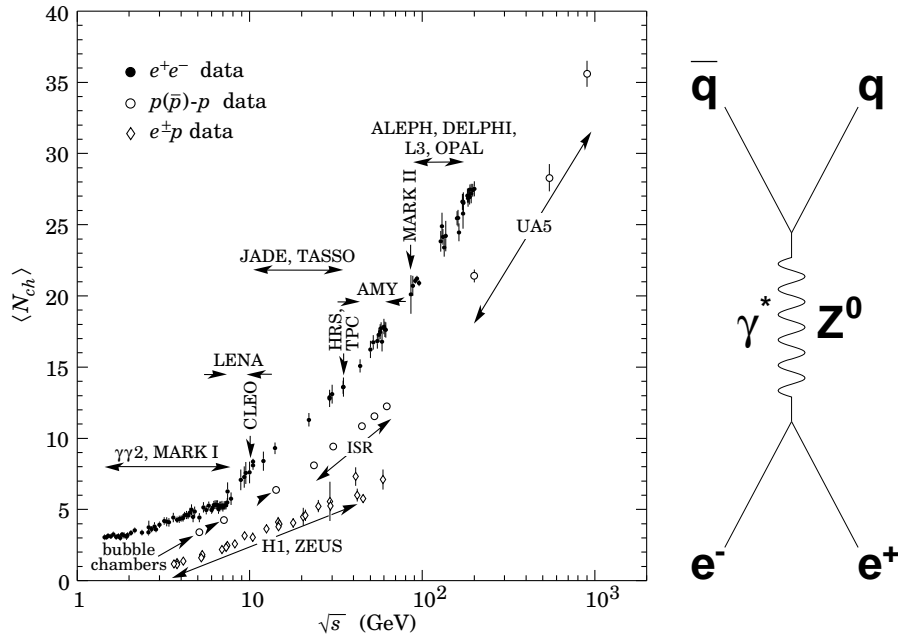 40
35
30
25
20
15
10
5
0
⟨N_ch⟩
e⁺e⁻ data
p(p̄)-p data
e±p data
ALEPH, DELPHI,
L3, OPAL
MARK II
UA5
JADE, TASSO
AMY
HRS,
TPC
LENA
CLEO
γγ2, MARK I
ISR
bubble
chambers
H1, ZEUS
1
10
10²
10³
√s (GeV)
q̄
q
γ*
Z⁰
e⁻
e⁺